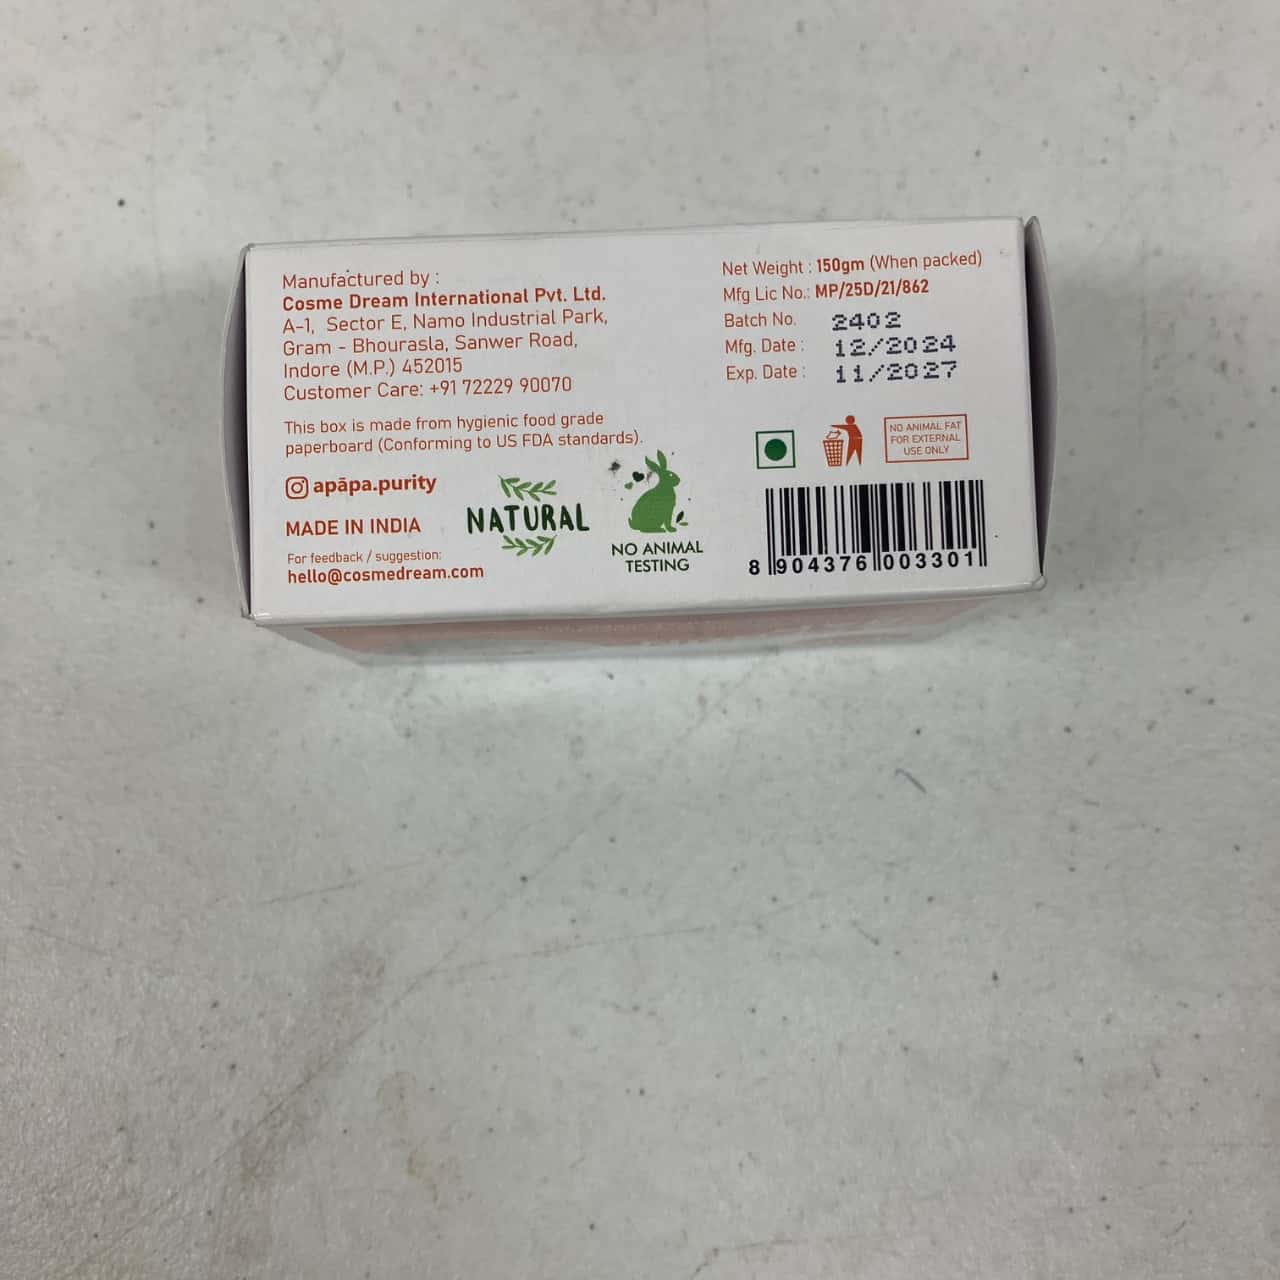 Manufactured by :
Cosme Dream International Pvt. Ltd.
A-1, Sector E, Namo Industrial Park,
Gram - Bhourasla, Sanwer Road,
Indore (M.P.) 452015
Customer Care: +91 72229 90070
This box is made from hygienic food grade
paperboard (Conforming to US FDA standards).
apāpa.purity
MADE IN INDIA
For feedback / suggestion:
hello@cosmedream.com
NATURAL
NO ANIMAL
TESTING
Net Weight : 150gm (When packed)
Mfg Lic No.: MP/25D/21/862
Batch No. 2402
Mfg. Date : 12/2024
Exp. Date : 11/2027
NO ANIMAL FAT
FOR EXTERNAL
USE ONLY
8 904376 003301